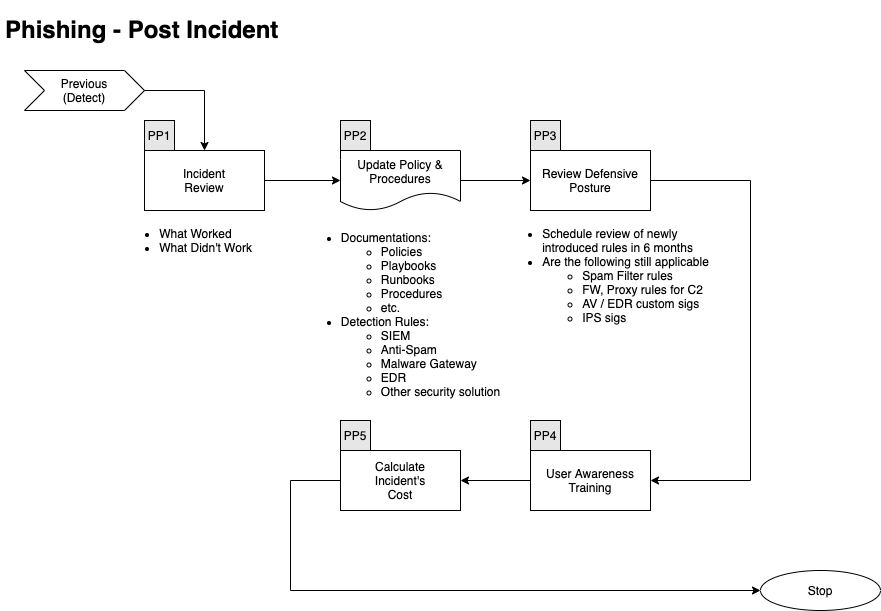 Phishing - Post Incident
Previous
(Detect)
PP1
Incident
Review
• What Worked
• What Didn't Work
PP2
Update Policy &
Procedures
• Documentations:
◦ Policies
◦ Playbooks
◦ Runbooks
◦ Procedures
◦ etc.
• Detection Rules:
◦ SIEM
◦ Anti-Spam
◦ Malware Gateway
◦ EDR
◦ Other security solution
PP3
Review Defensive
Posture
• Schedule review of newly
introduced rules in 6 months
• Are the following still applicable
◦ Spam Filter rules
◦ FW, Proxy rules for C2
◦ AV / EDR custom sigs
◦ IPS sigs
PP4
User Awareness
Training
PP5
Calculate
Incident's
Cost
Stop